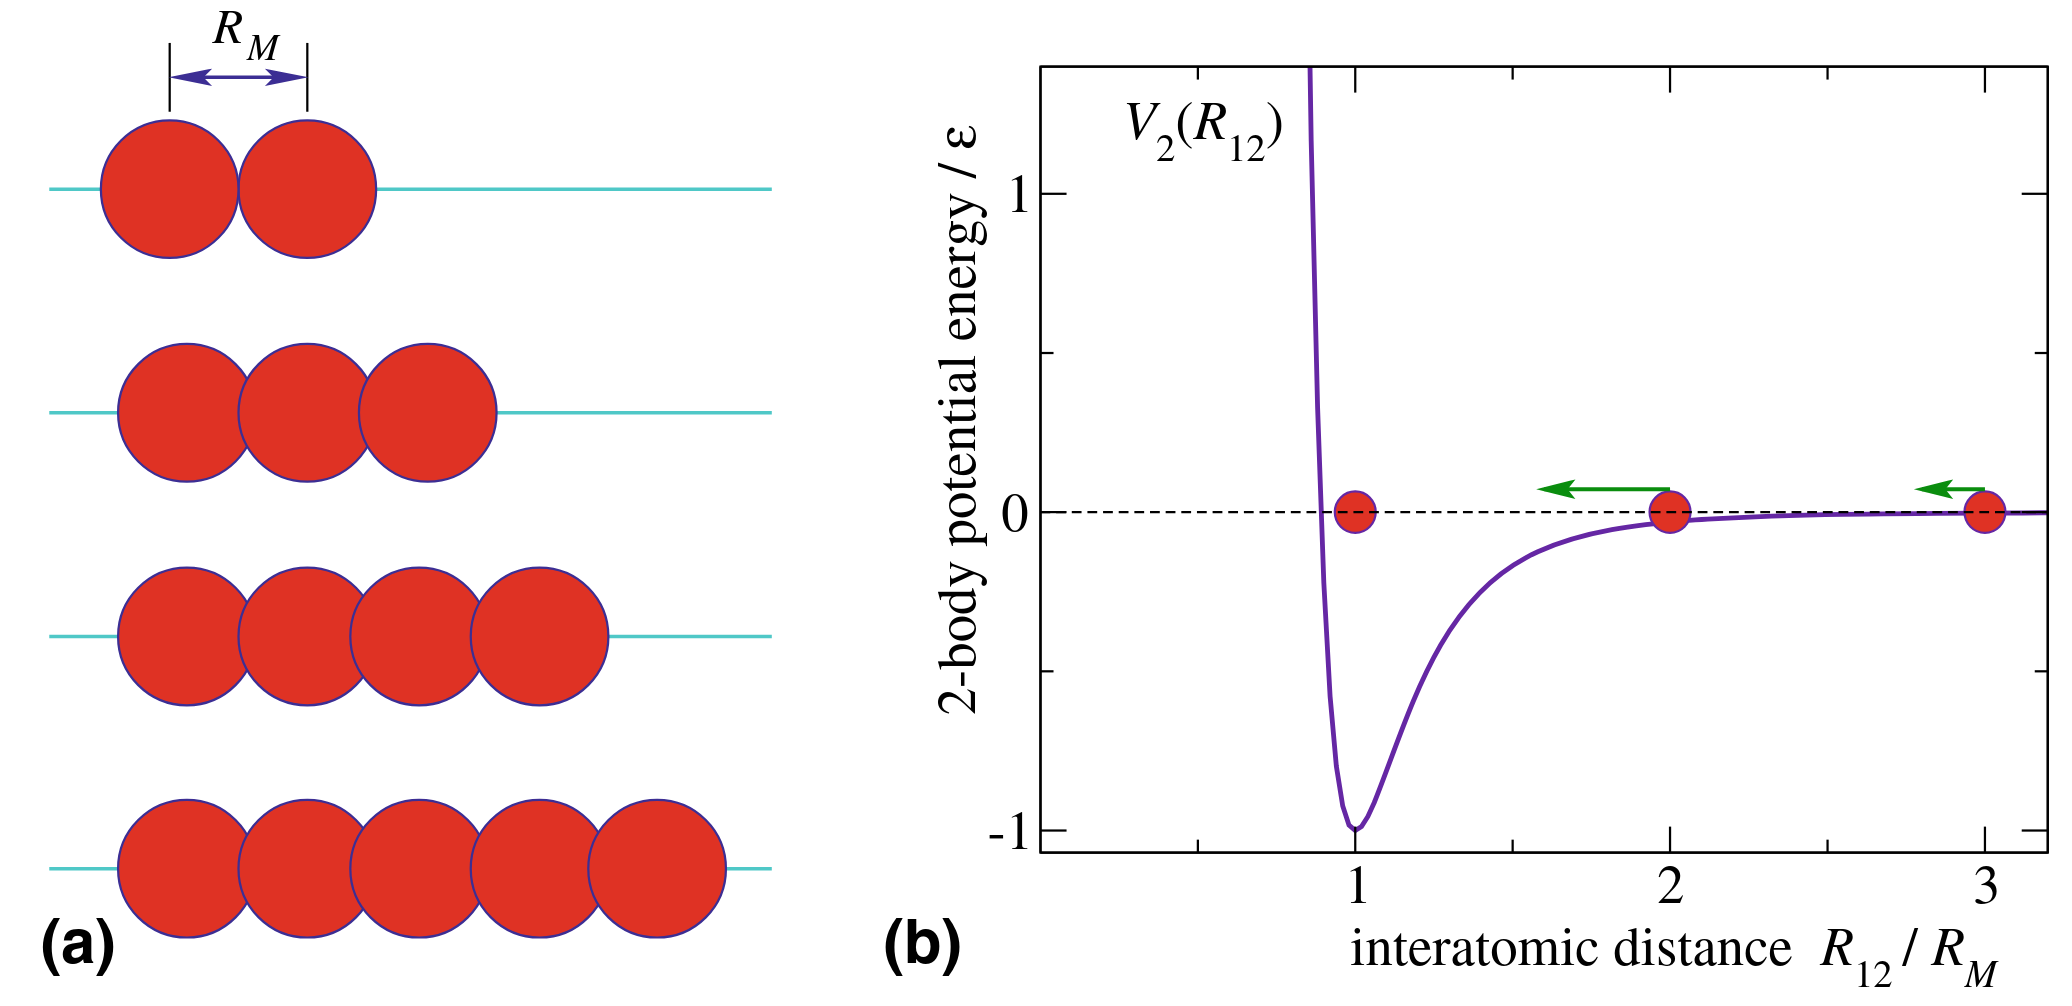 R_M
(a)
V_2(R_12)
2-body potential energy / ε
1
0
-1
1 2 3
interatomic distance R_12 / R_M
(b)